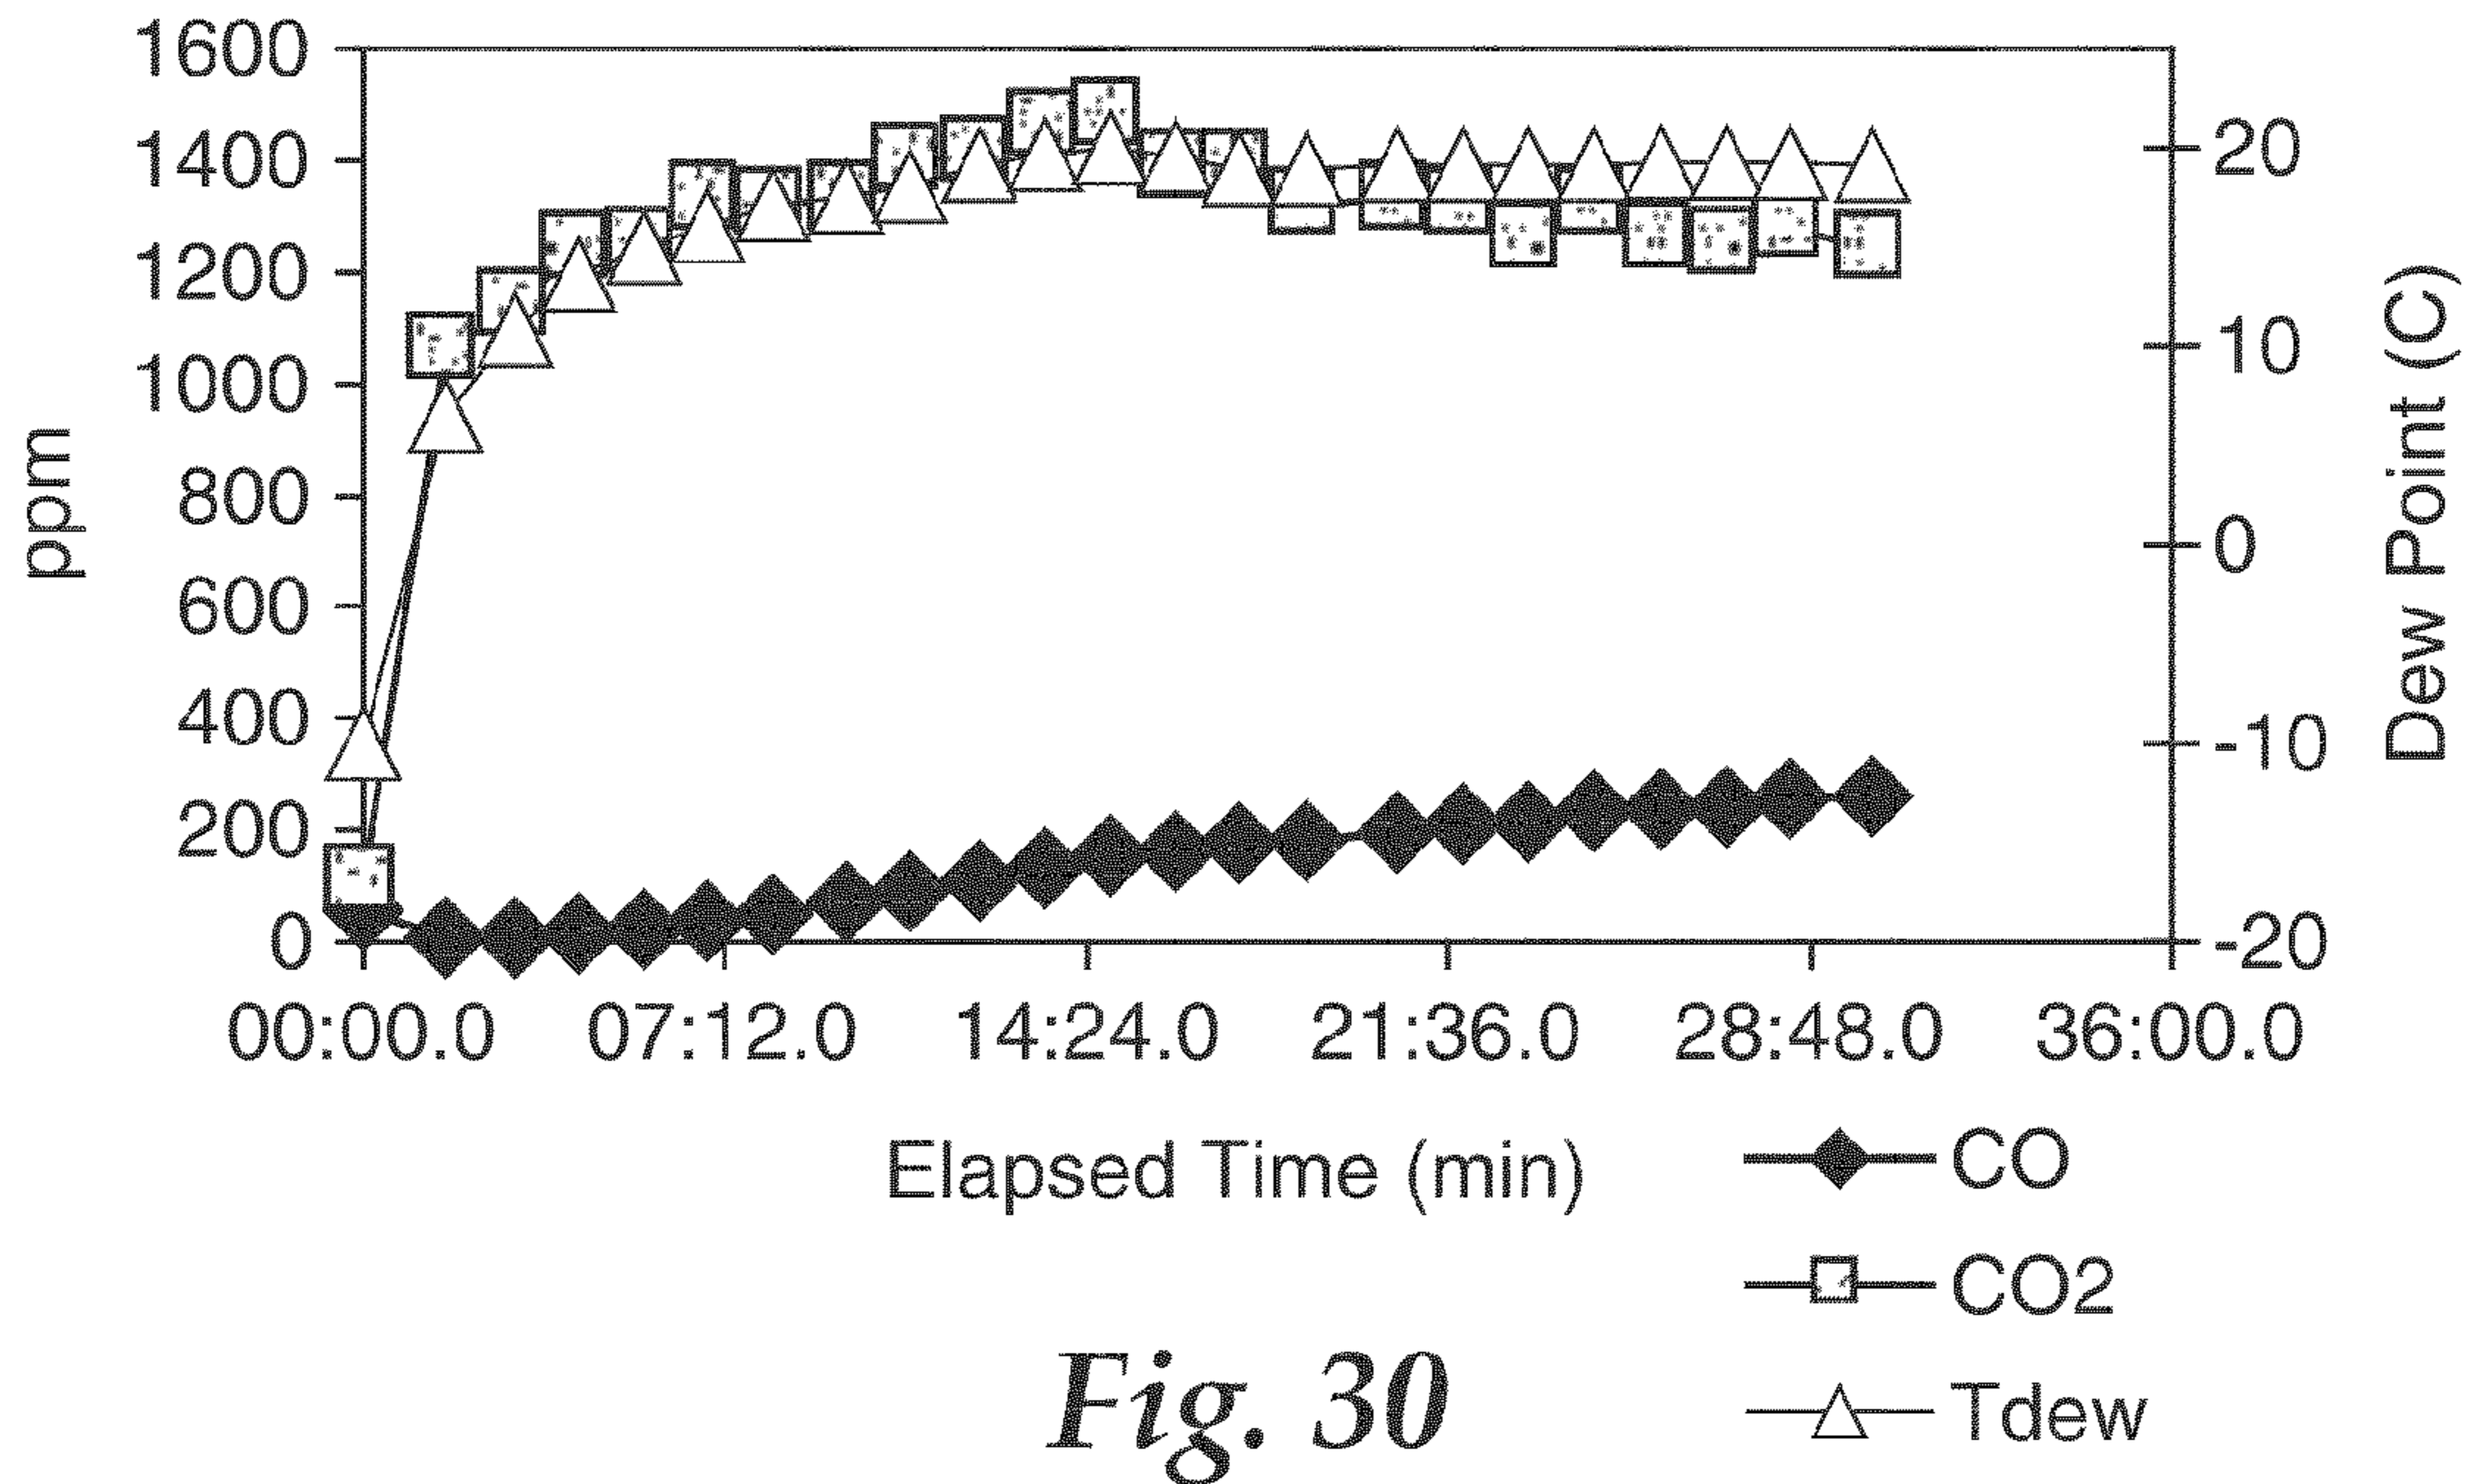 1600
1400
1200
1000
800
600
400
200
0
ppm
20
10
0
-10
-20
Dew Point (C)
00:00.0 07:12.0 14:24.0 21:36.0 28:48.0 36:00.0
Elapsed Time (min)
CO
CO2
Tdew
Fig. 30